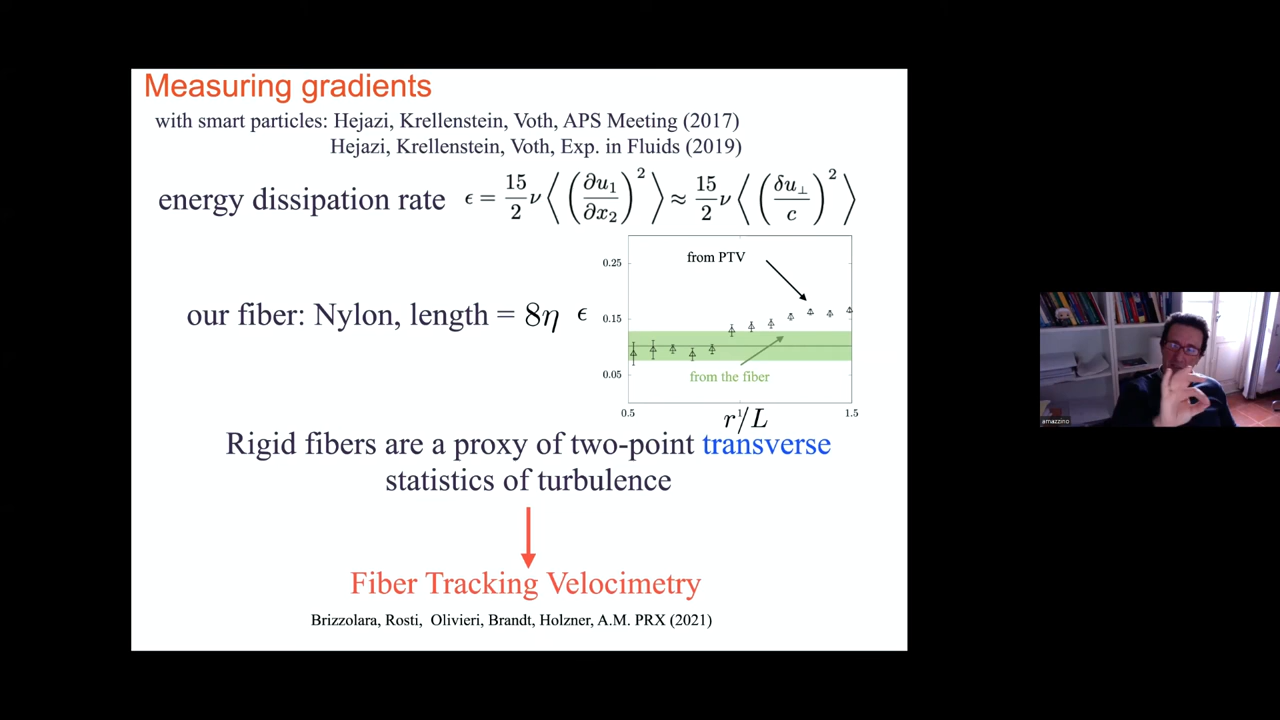 Measuring gradients
with smart particles: Hejazi, Krellenstein, Voth, APS Meeting (2017)
Hejazi, Krellenstein, Voth, Exp. in Fluids (2019)
energy dissipation rate ϵ = 15/2 ν ⟨(∂u₁/∂x₂)²⟩ ≈ 15/2 ν ⟨(δu⊥/c)²⟩
from PTV
0.25
our fiber: Nylon, length = 8η
ϵ
0.15
from the fiber
0.05
0.5
1
1.5
r/L
Rigid fibers are a proxy of two-point transverse
statistics of turbulence
Fiber Tracking Velocimetry
Brizzolara, Rosti, Olivieri, Brandt, Holzner, A.M. PRX (2021)
amazzino